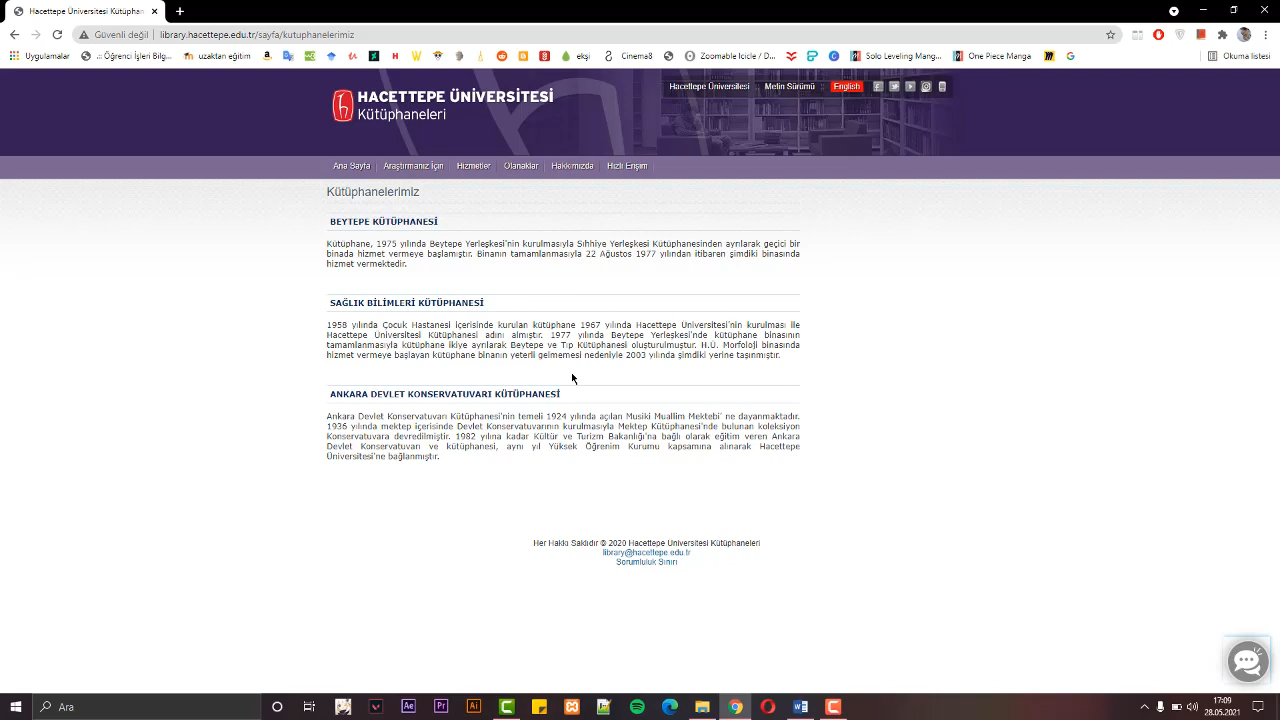 Hacettepe Üniversitesi Kütüphan
Güvenli değil
library.hacettepe.edu.tr/sayfa/kutuphanelerimiz
Uygulamalar
.:: Öğrenci İşleri Bilg...
uzaktan eğitim
ekşi
Cinema8
Zoomable Icicle / D...
Solo Leveling Mang...
One Piece Manga
Okuma listesi
HACETTEPE ÜNİVERSİTESİ
Kütüphaneleri
Hacettepe Üniversitesi
Metin Sürümü
English
Ana Sayfa
Araştırmanız İçin
Hizmetler
Olanaklar
Hakkımızda
Hızlı Erişim
Kütüphanelerimiz
BEYTEPE KÜTÜPHANESİ
Kütüphane, 1975 yılında Beytepe Yerleşkesi'nin kurulmasıyla Sıhhiye Yerleşkesi Kütüphanesinden ayrılarak geçici bir
binada hizmet vermeye başlamıştır. Binanın tamamlanmasıyla 22 Ağustos 1977 yılından itibaren şimdiki binasında
hizmet vermektedir.
SAĞLIK BİLİMLERİ KÜTÜPHANESİ
1958 yılında Çocuk Hastanesi içerisinde kurulan kütüphane 1967 yılında Hacettepe Üniversitesi'nin kurulması ile
Hacettepe Üniversitesi Kütüphanesi adını almıştır. 1977 yılında Beytepe Yerleşkesi'nde kütüphane binasının
tamamlanmasıyla kütüphane ikiye ayrılarak Beytepe ve Tıp Kütüphanesi oluşturulmuştur. H.Ü. Morfoloji binasında
hizmet vermeye başlayan kütüphane binanın yeterli gelmemesi nedeniyle 2003 yılında şimdiki yerine taşınmıştır.
ANKARA DEVLET KONSERVATUVARI KÜTÜPHANESİ
Ankara Devlet Konservatuvarı Kütüphanesi'nin temeli 1924 yılında açılan Musiki Muallim Mektebi' ne dayanmaktadır.
1936 yılında mektep içerisinde Devlet Konservatuvarının kurulmasıyla Mektep Kütüphanesi'nde bulunan koleksiyon
Konservatuvara devredilmiştir. 1982 yılına kadar Kültür ve Turizm Bakanlığı'na bağlı olarak eğitim veren Ankara
Devlet Konservatuvarı ve kütüphanesi, aynı yıl Yüksek Öğrenim Kurumu kapsamına alınarak Hacettepe
Üniversitesi'ne bağlanmıştır.
Her Hakkı Saklıdır © 2020 Hacettepe Üniversitesi Kütüphaneleri
library@hacettepe.edu.tr
Sorumluluk Sınırı
Ara
17:09
28.05.2021